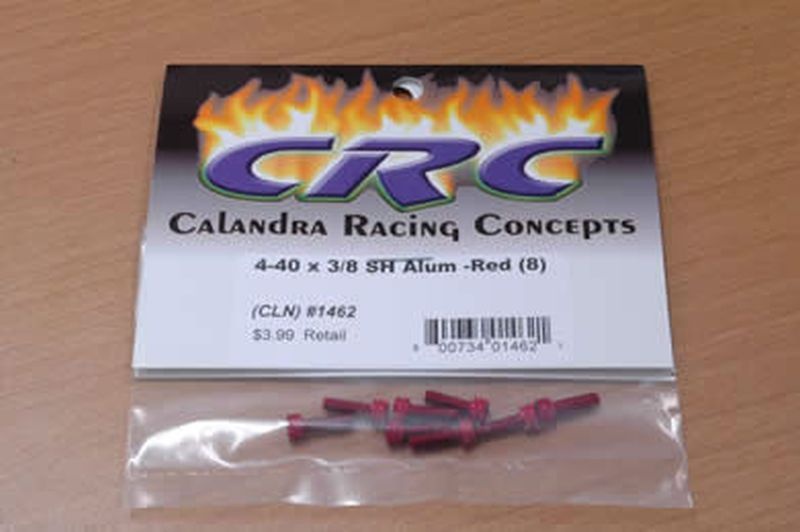 CRC
Calandra Racing Concepts
4-40 x 3/8 SH Alum -Red (8)
(CLN) #1462
$3.99 Retail
00734 01462